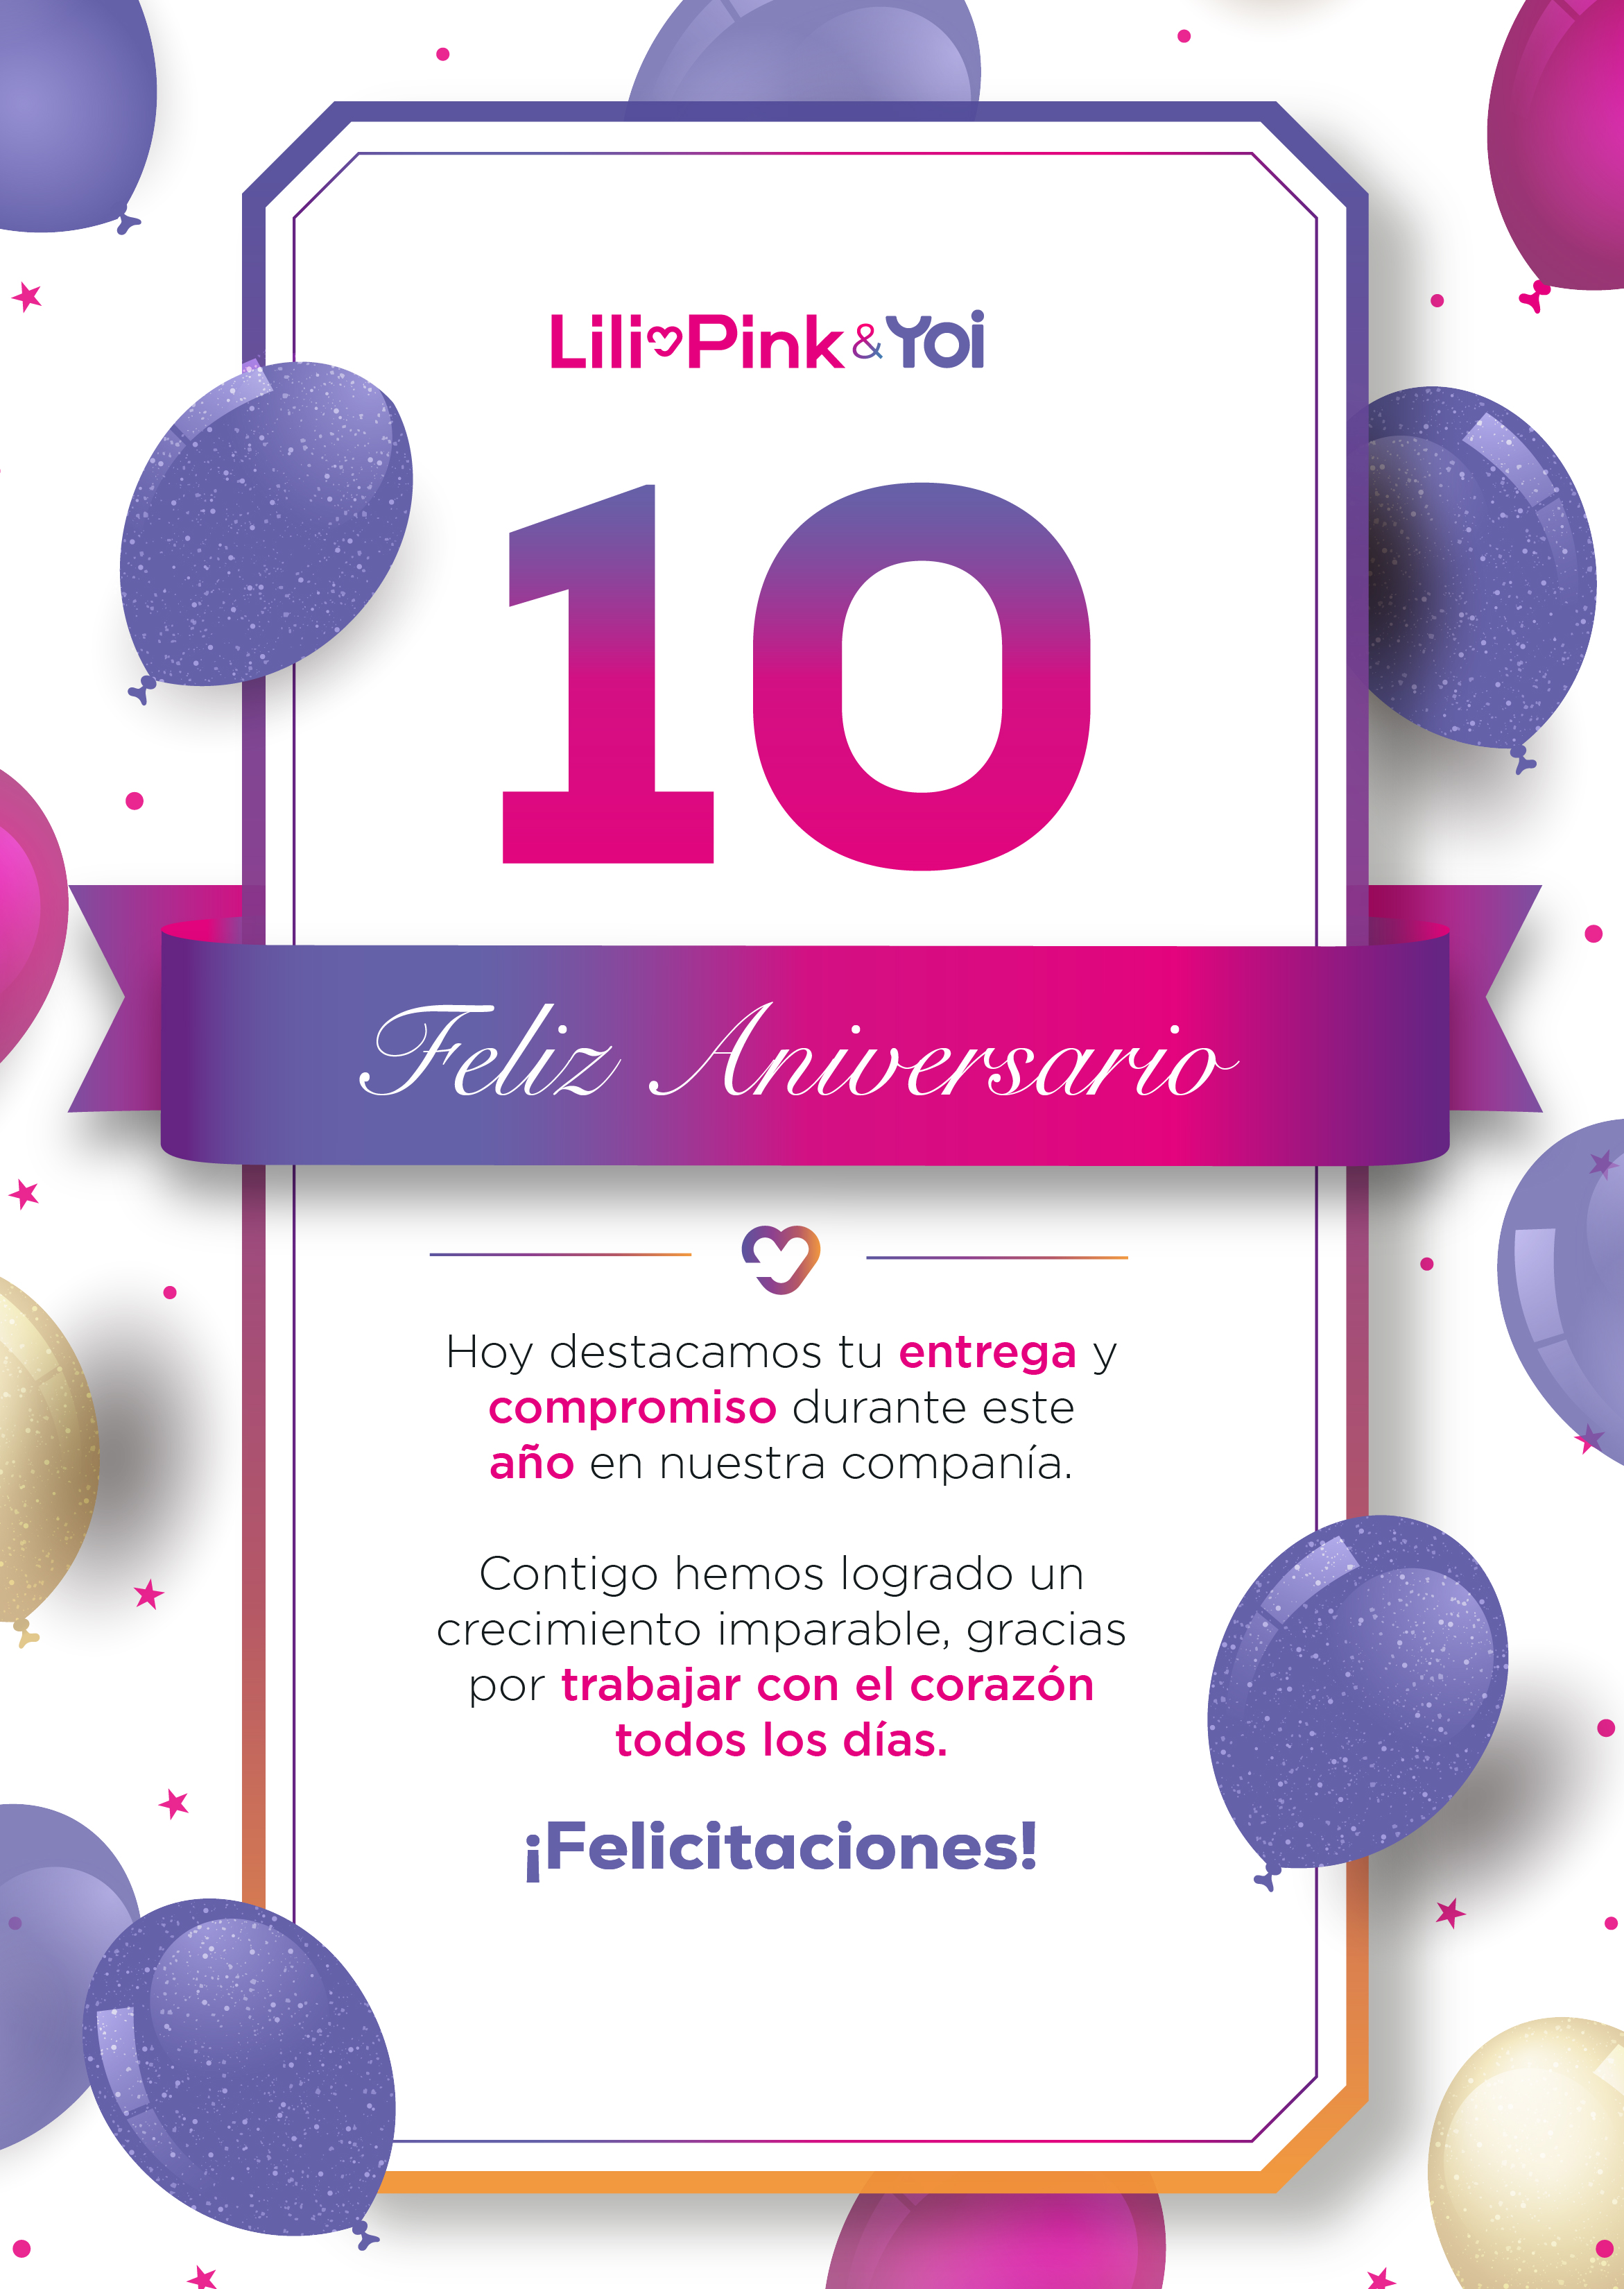 Lili Pink & Yoi
10
Feliz Aniversario
Hoy destacamos tu entrega y
compromiso durante este
año en nuestra companía.
Contigo hemos logrado un
crecimiento imparable, gracias
por trabajar con el corazón
todos los días.
¡Felicitaciones!